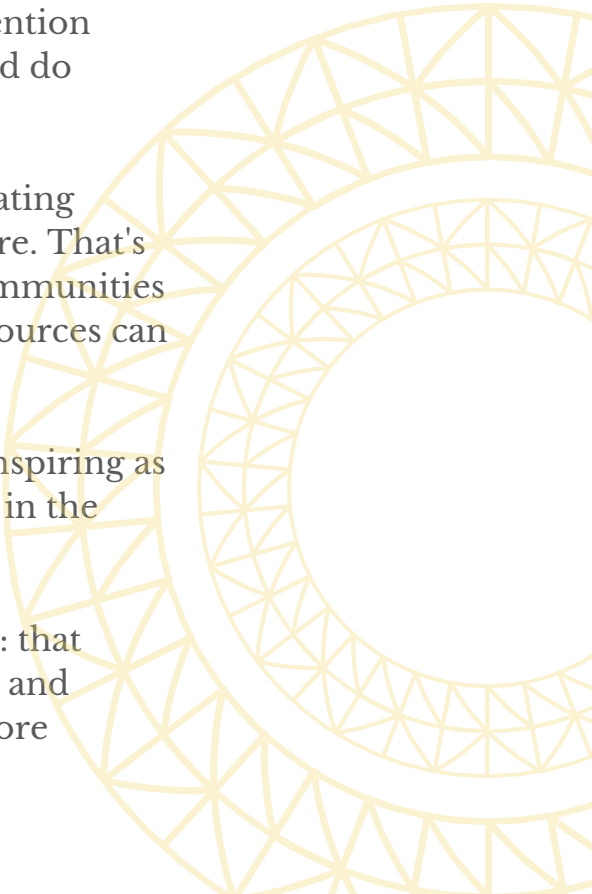 ention
d do
ating
re. That's
mmunities
ources can
nspiring as
in the
: that
and
ore